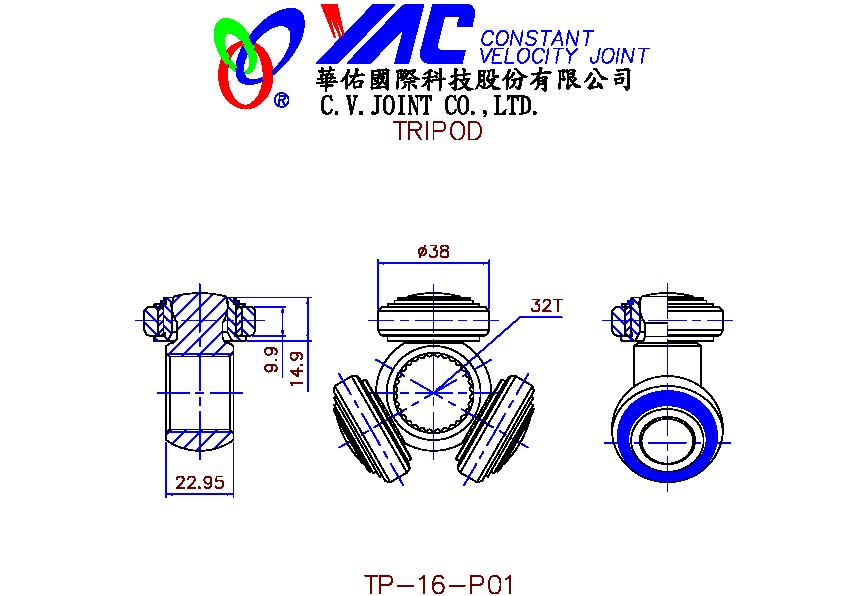 YAC CONSTANT
VELOCITY JOINT
®
華佑國際科技股份有限公司
C.V.JOINT CO.,LTD.
TRIPOD
ø38
32T
9.9
14.9
22.95
TP-16-P01